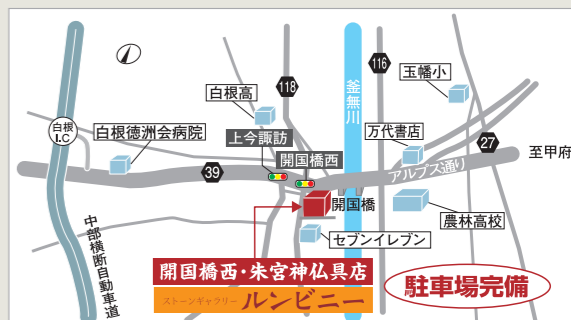 118
116
玉幡小
白根高
釜無川
白根
I.C
白根徳洲会病院
上今諏訪
万代書店
開国橋西
27
至甲府
39
アルプス通り
開国橋
農林高校
セブンイレブン
中部横断自動車道
開国橋西・朱宮神仏具店
ストーンギャラリー ルンビニー
駐車場完備